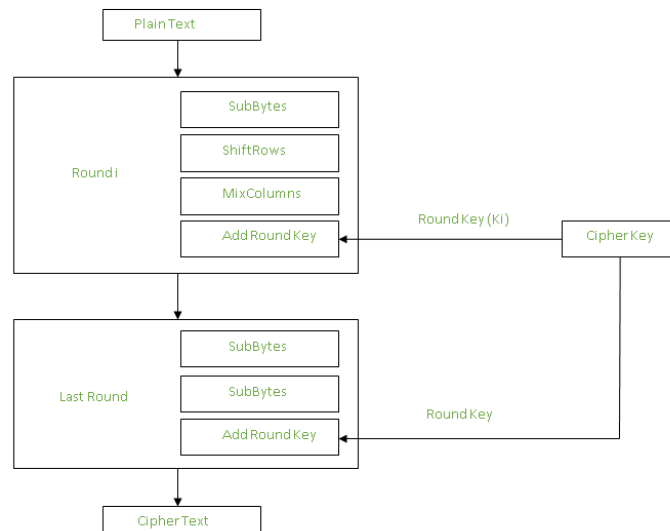 Plain Text
SubBytes
ShiftRows
Round i
MixColumns
Round Key (Ki)
Add Round Key
Cipher Key
SubBytes
SubBytes
Last Round
Round Key
Add Round Key
Cipher Text